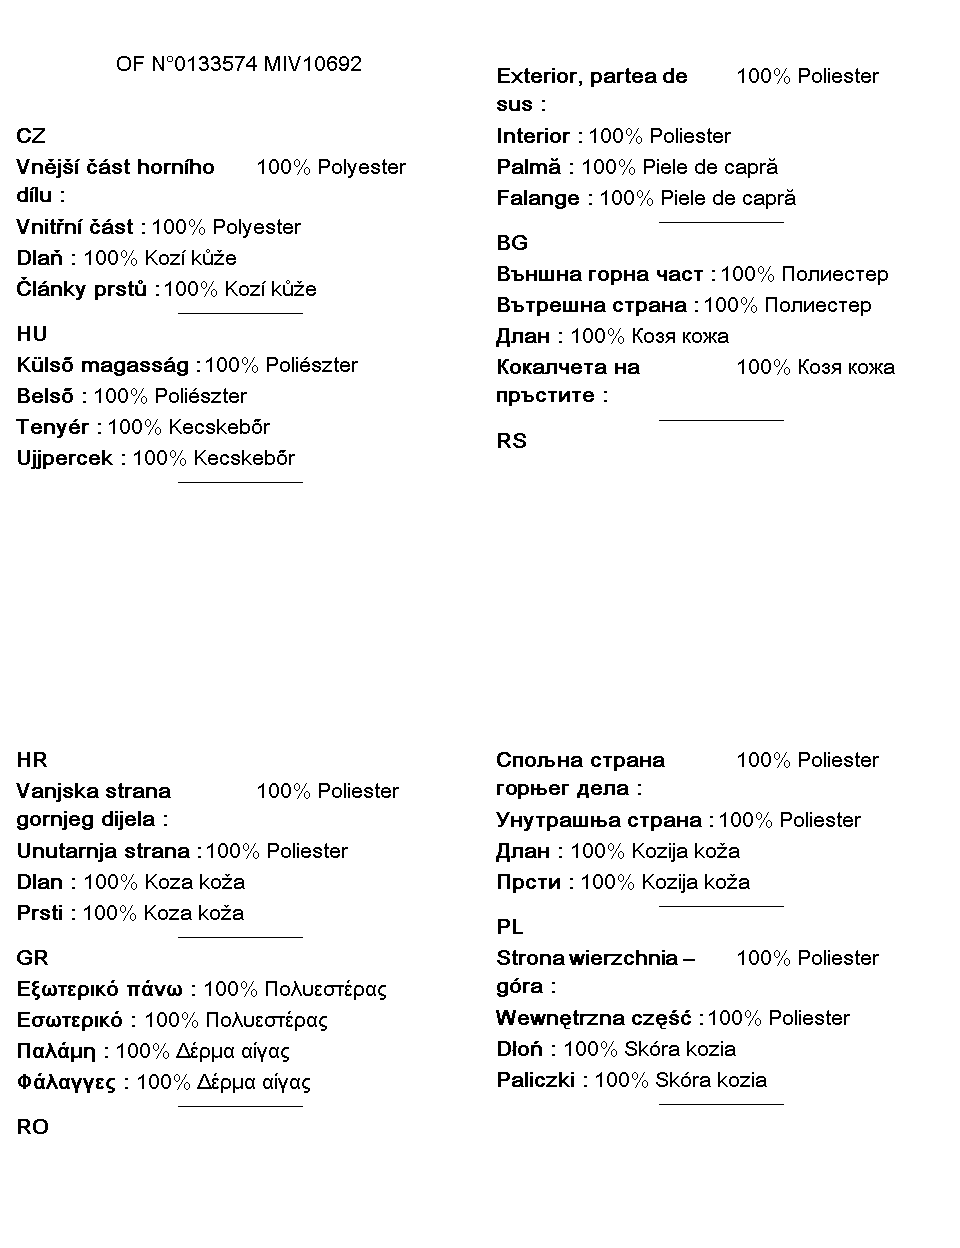 OF N°0133574 MIV10692
CZ
Vnější část horního 100% Polyester
dílu :
Vnitřní část : 100% Polyester
Dlaň : 100% Kozí kůže
Články prstů : 100% Kozí kůže
HU
Külső magasság : 100% Poliészter
Belső : 100% Poliészter
Tenyér : 100% Kecskebőr
Ujjpercek : 100% Kecskebőr
HR
Vanjska strana 100% Poliester
gornjeg dijela :
Unutarnja strana : 100% Poliester
Dlan : 100% Koza koža
Prsti : 100% Koza koža
GR
Εξωτερικό πάνω : 100% Πολυεστέρας
Εσωτερικό : 100% Πολυεστέρας
Παλάμη : 100% Δέρμα αίγας
Φάλαγγες : 100% Δέρμα αίγας
RO
Exterior, partea de 100% Poliester
sus :
Interior : 100% Poliester
Palmă : 100% Piele de capră
Falange : 100% Piele de capră
BG
Външна горна част : 100% Полиестер
Вътрешна страна : 100% Полиестер
Длан : 100% Козя кожа
Кокалчета на 100% Козя кожа
пръстите :
RS
Спољна страна 100% Poliester
горњег дела :
Унутрашња страна : 100% Poliester
Длан : 100% Kozija koža
Прсти : 100% Kozija koža
PL
Strona wierzchnia – 100% Poliester
góra :
Wewnętrzna część : 100% Poliester
Dłoń : 100% Skóra kozia
Paliczki : 100% Skóra kozia